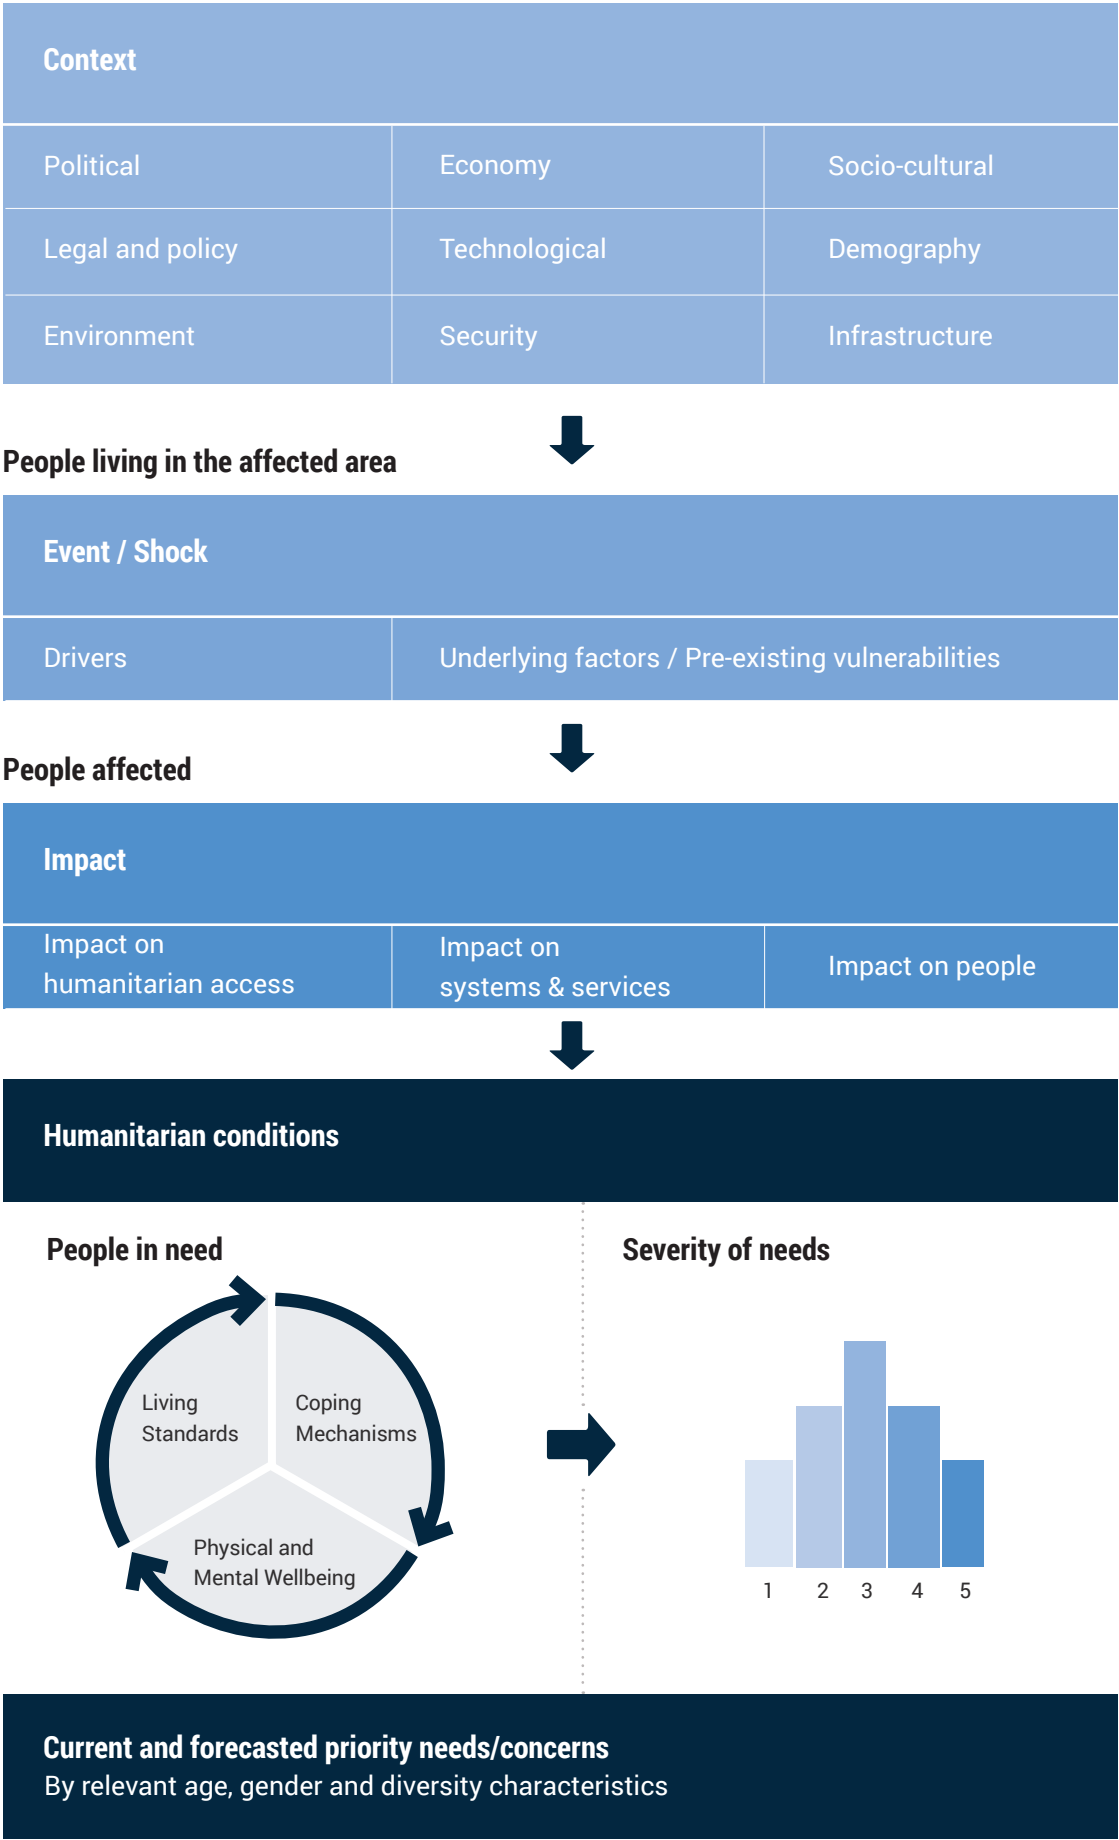 Context
Political
Economy
Socio-cultural
Legal and policy
Technological
Demography
Environment
Security
Infrastructure
People living in the affected area
Event / Shock
Drivers
Underlying factors / Pre-existing vulnerabilities
People affected
Impact
Impact on
humanitarian access
Impact on
systems & services
Impact on people
Humanitarian conditions
People in need
Living
Standards
Coping
Mechanisms
Physical and
Mental Wellbeing
Severity of needs
1 2 3 4 5
Current and forecasted priority needs/concerns
By relevant age, gender and diversity characteristics